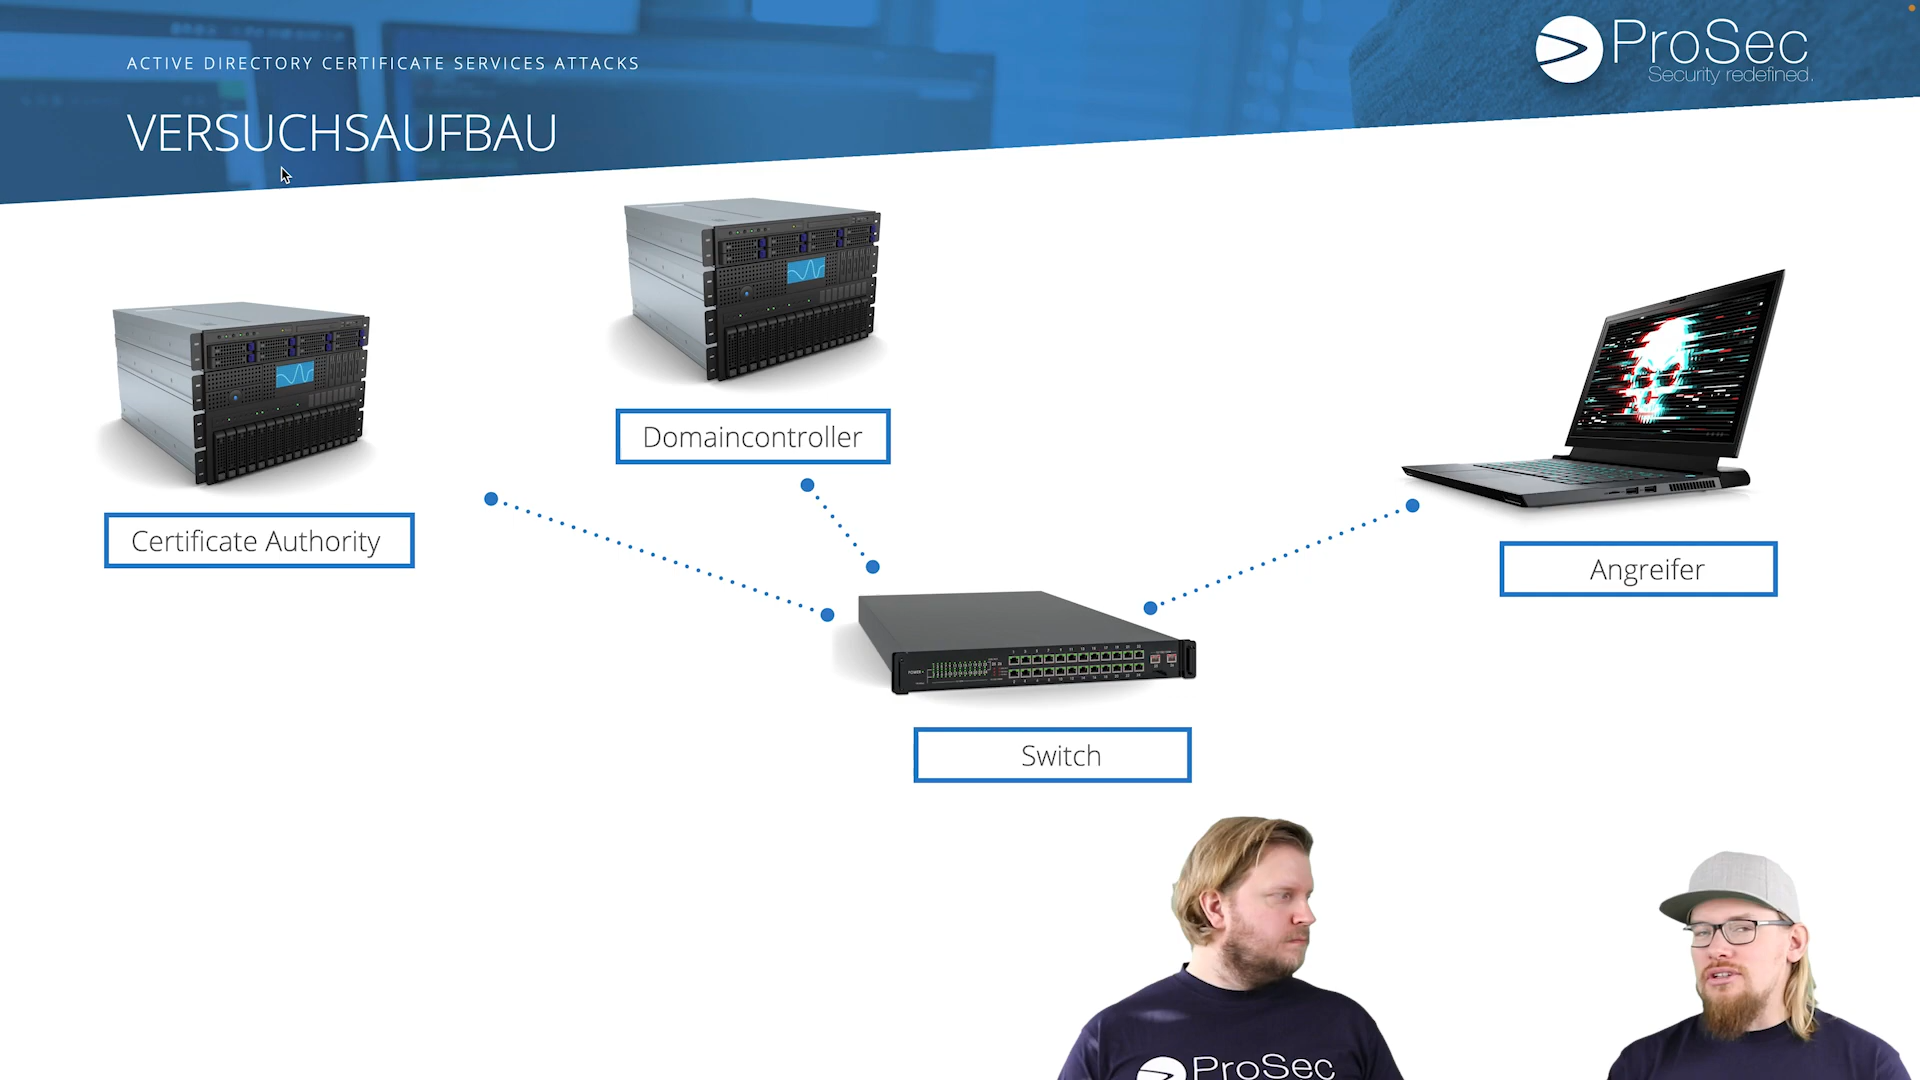 ACTIVE DIRECTORY CERTIFICATE SERVICES ATTACKS
VERSUCHSAUFBAU
ProSec
Security redefined.
Domaincontroller
Certificate Authority
Angreifer
Switch
ProSec